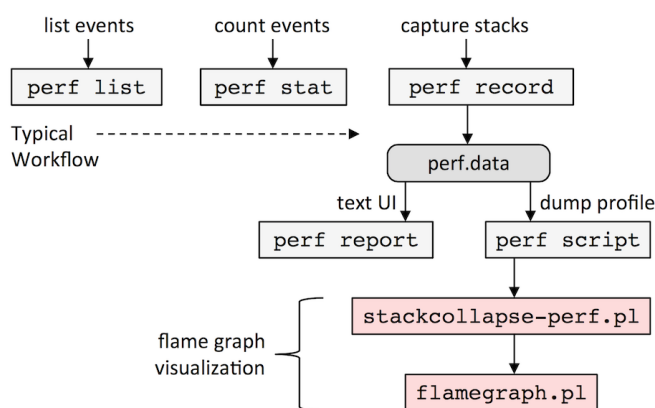 list events
count events
capture stacks
perf list
perf stat
perf record
Typical
Workflow
perf.data
text UI
dump profile
perf report
perf script
stackcollapse-perf.pl
flame graph
visualization
flamegraph.pl